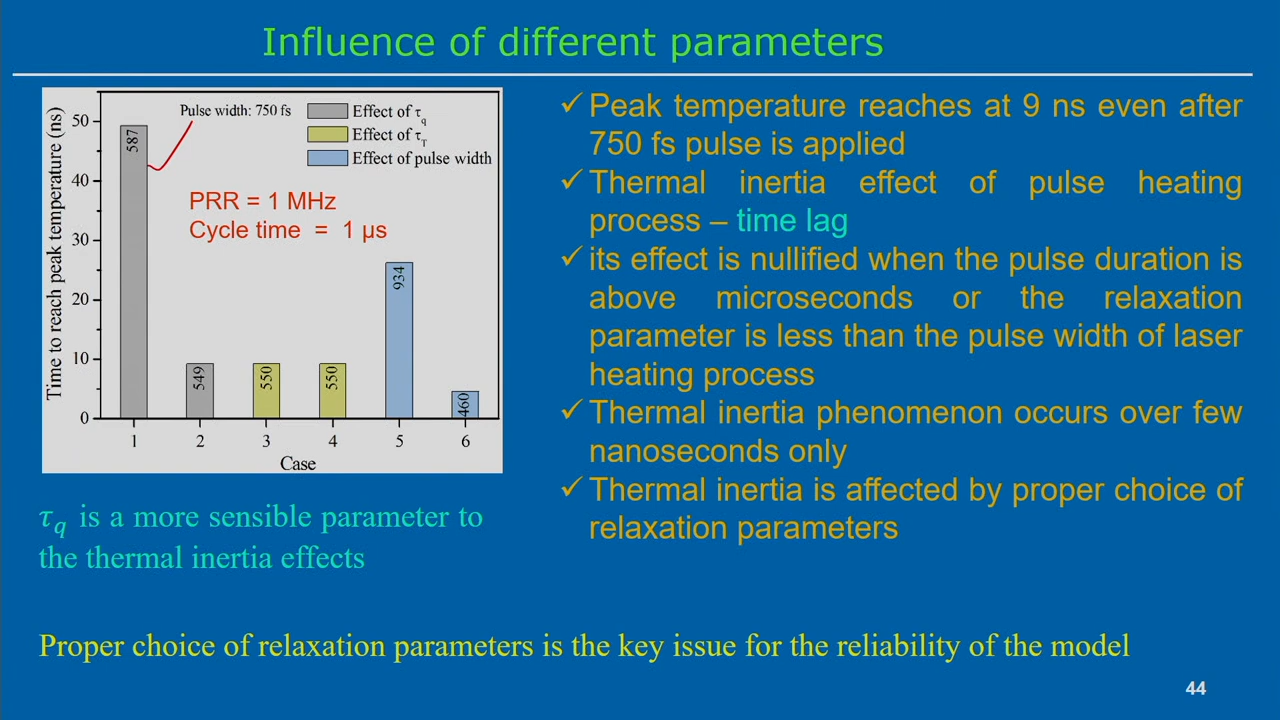 Influence of different parameters
Pulse width: 750 fs
Effect of τq
Effect of τT
Effect of pulse width
PRR = 1 MHz
Cycle time = 1 µs
Time to reach peak temperature (ns)
50
40
30
20
10
0
587
549
550
550
934
460
1 2 3 4 5 6
Case
τq is a more sensible parameter to
the thermal inertia effects
✓ Peak temperature reaches at 9 ns even after
750 fs pulse is applied
✓ Thermal inertia effect of pulse heating
process – time lag
✓ its effect is nullified when the pulse duration is
above microseconds or the relaxation
parameter is less than the pulse width of laser
heating process
✓ Thermal inertia phenomenon occurs over few
nanoseconds only
✓ Thermal inertia is affected by proper choice of
relaxation parameters
Proper choice of relaxation parameters is the key issue for the reliability of the model
44